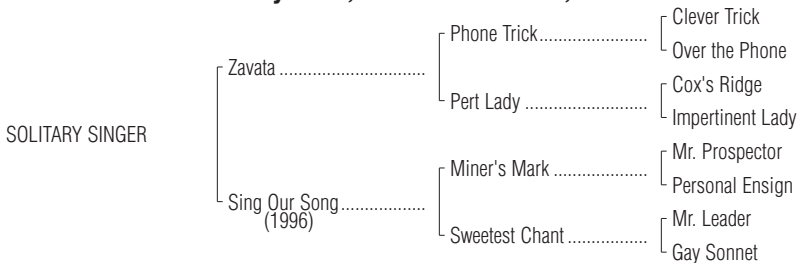 Clever Trick
Phone Trick
Over the Phone
Zavata
Cox's Ridge
Pert Lady
Impertinent Lady
SOLITARY SINGER
Mr. Prospector
Miner's Mark
Personal Ensign
Sing Our Song
(1996)
Mr. Leader
Sweetest Chant
Gay Sonnet